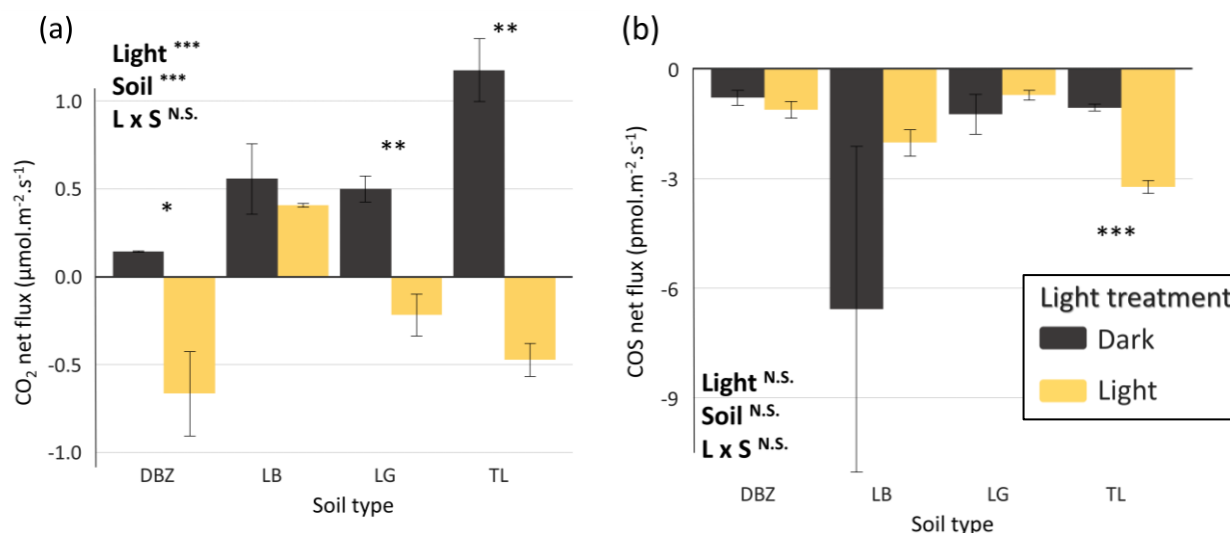 (a)
Light ***
Soil ***
L x S N.S.
**
**
*
1.0
0.5
0.0
-0.5
-1.0
CO₂ net flux (μmol.m⁻².s⁻¹)
DBZ LB LG TL
Soil type
(b)
0
-3
-6
-9
COS net flux (pmol.m⁻².s⁻¹)
***
Light N.S.
Soil N.S.
L x S N.S.
Light treatment
Dark
Light
DBZ LB LG TL
Soil type